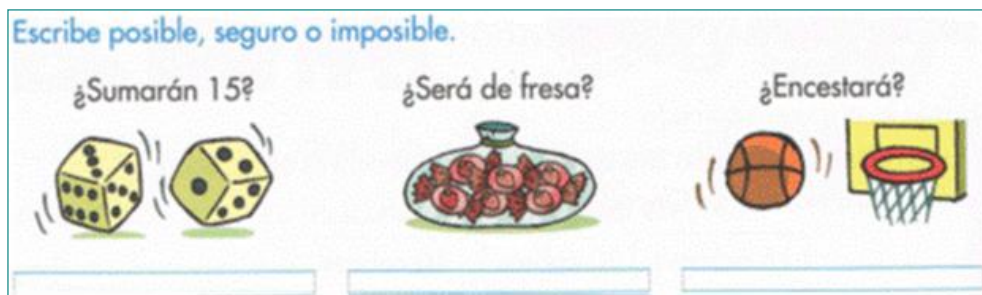 Escribe posible, seguro o imposible.
¿Sumarán 15?
¿Será de fresa?
¿Encestará?